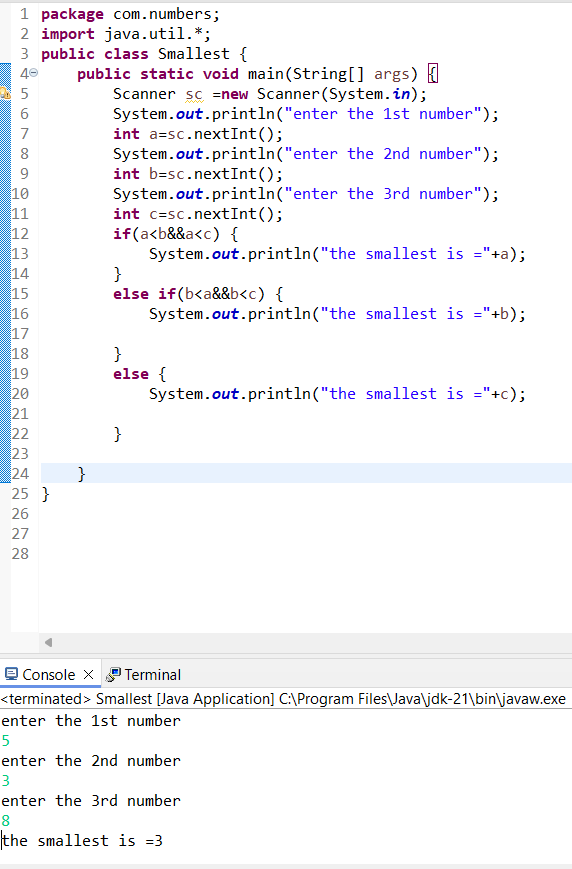 1 package com.numbers;
2 import java.util.*;
3 public class Smallest {
4     public static void main(String[] args) {
5         Scanner sc =new Scanner(System.in);
6         System.out.println("enter the 1st number");
7         int a=sc.nextInt();
8         System.out.println("enter the 2nd number");
9         int b=sc.nextInt();
10         System.out.println("enter the 3rd number");
11         int c=sc.nextInt();
12         if(a<b&&a<c) {
13             System.out.println("the smallest is ="+a);
14         }
15         else if(b<a&&b<c) {
16             System.out.println("the smallest is ="+b);
17
18         }
19         else {
20             System.out.println("the smallest is ="+c);
21
22         }
23
24     }
25 }
26
27
28
Console Terminal
<terminated> Smallest [Java Application] C:\Program Files\Java\jdk-21\bin\javaw.exe
enter the 1st number
5
enter the 2nd number
3
enter the 3rd number
8
the smallest is =3